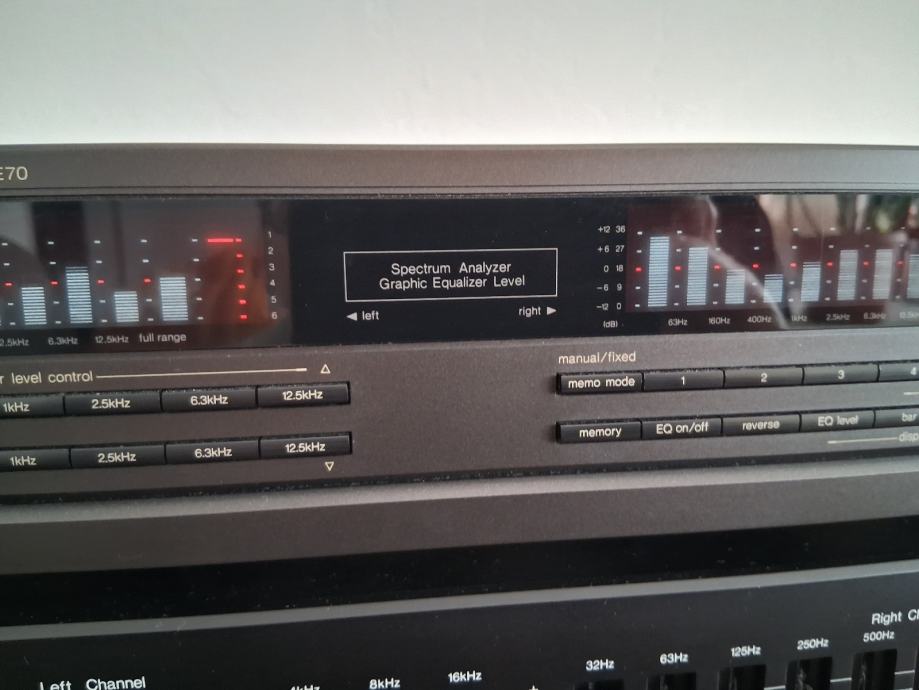 E70
1
2
3
4
5
6
Spectrum Analyzer
Graphic Equalizer Level
◀ left right ▶
+12 36
+6 27
0 18
-6 9
-12 0
(dB)
2.5kHz 6.3kHz 12.5kHz full range
63Hz 160Hz 400Hz 1kHz 2.5kHz 6.3kHz
r level control
1kHz 2.5kHz 6.3kHz 12.5kHz
1kHz 2.5kHz 6.3kHz 12.5kHz
manual/fixed
memo mode 1 2 3 4
memory EQ on/off reverse EQ level bar
Left Channel
8kHz 16kHz
Right C
32Hz 63Hz 125Hz 250Hz 500Hz